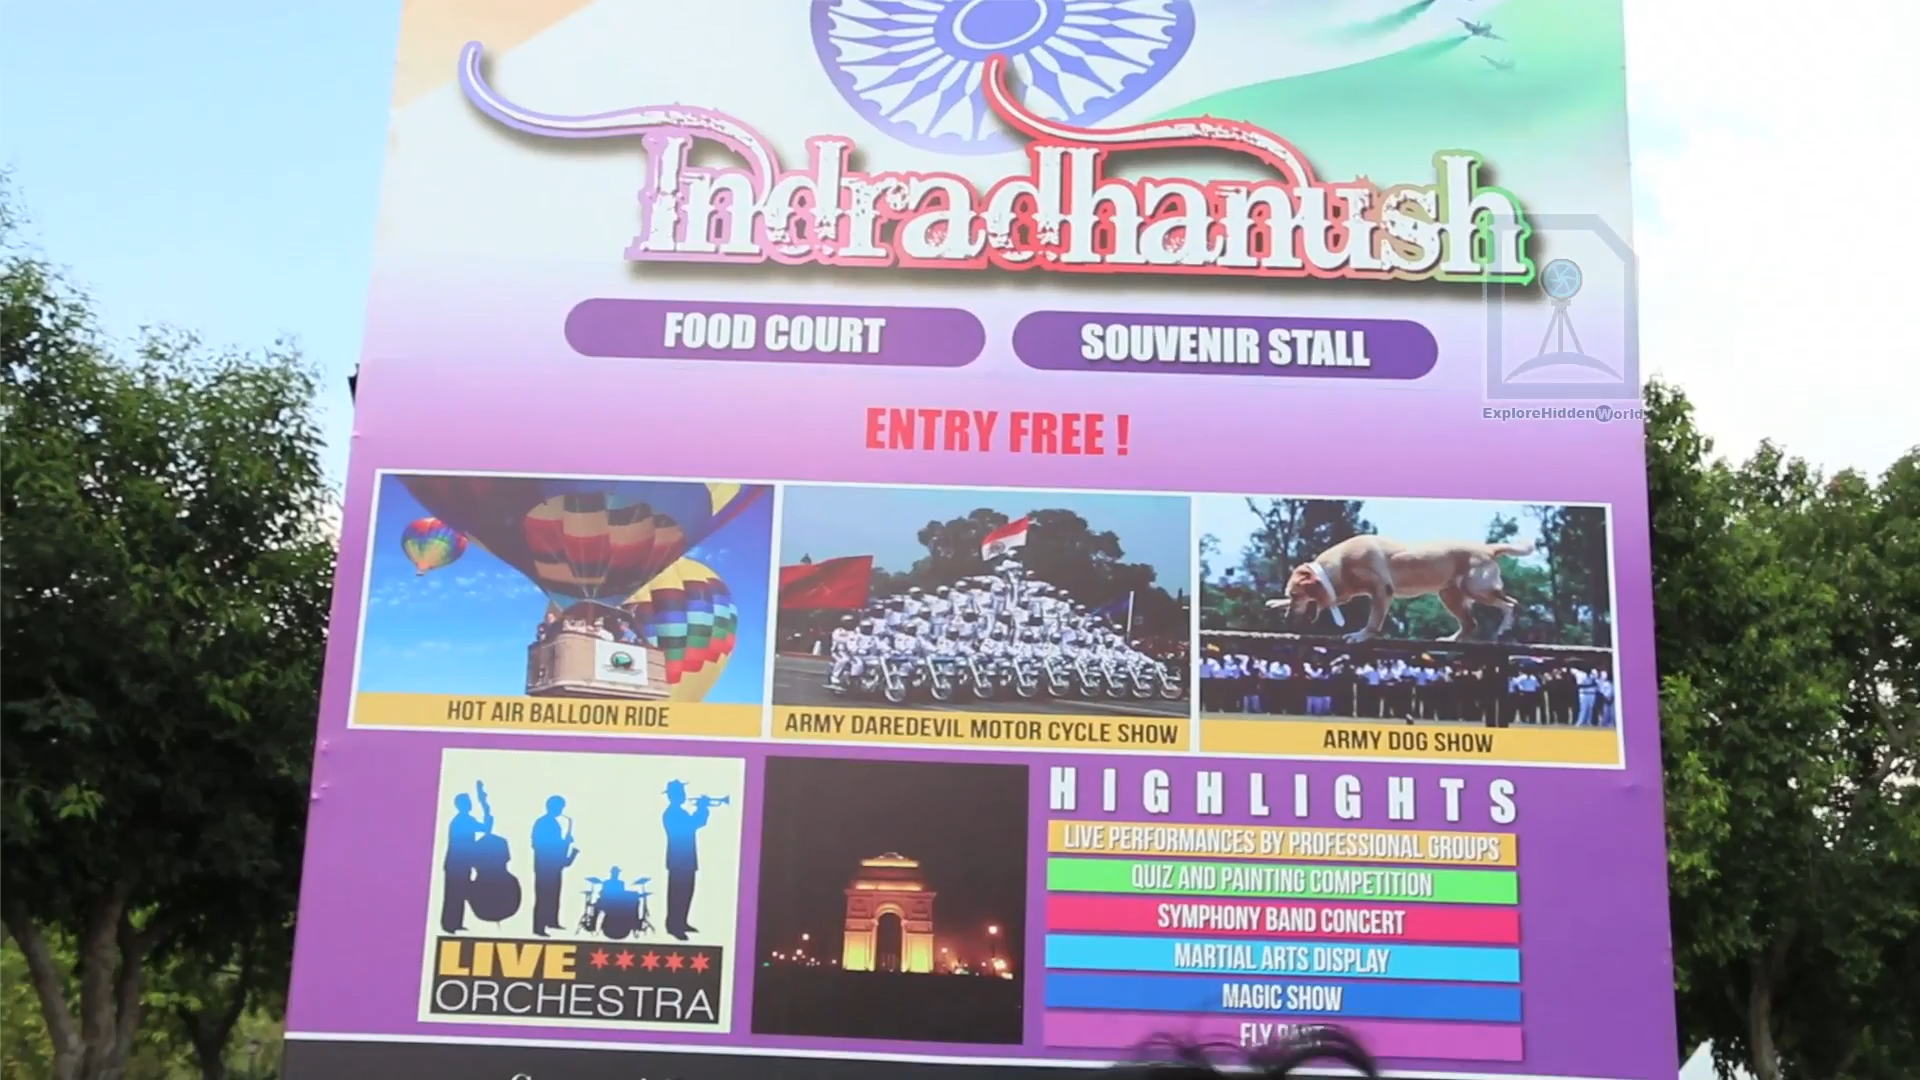 Indradhanush
FOOD COURT
SOUVENIR STALL
ExploreHiddenWorld
ENTRY FREE !
HOT AIR BALLOON RIDE
ARMY DAREDEVIL MOTOR CYCLE SHOW
ARMY DOG SHOW
LIVE
ORCHESTRA
HIGHLIGHTS
LIVE PERFORMANCES BY PROFESSIONAL GROUPS
QUIZ AND PAINTING COMPETITION
SYMPHONY BAND CONCERT
MARTIAL ARTS DISPLAY
MAGIC SHOW
FLY PAST